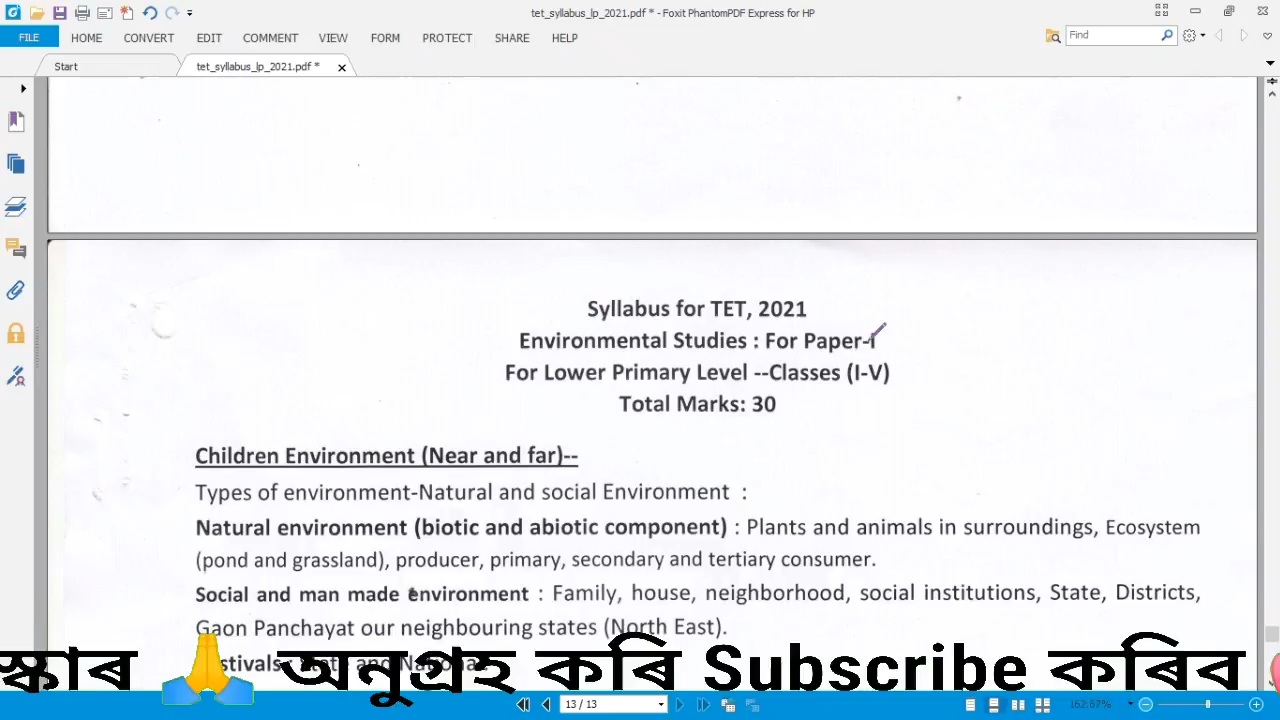 tet_syllabus_lp_2021.pdf * - Foxit PhantomPDF Express for HP
FILE HOME CONVERT EDIT COMMENT VIEW FORM PROTECT SHARE HELP
Find
Start
tet_syllabus_lp_2021.pdf *
Syllabus for TET, 2021
Environmental Studies : For Paper-I
For Lower Primary Level --Classes (I-V)
Total Marks: 30
Children Environment (Near and far)--
Types of environment-Natural and social Environment :
Natural environment (biotic and abiotic component) : Plants and animals in surroundings, Ecosystem
(pond and grassland), producer, primary, secondary and tertiary consumer.
Social and man made environment : Family, house, neighborhood, social institutions, State, Districts,
Gaon Panchayat our neighbouring states (North East).
State and National
স্কাৰ 🙏 অনুগ্ৰহ কৰি Subscribe কৰিব
13 / 13
162.67%